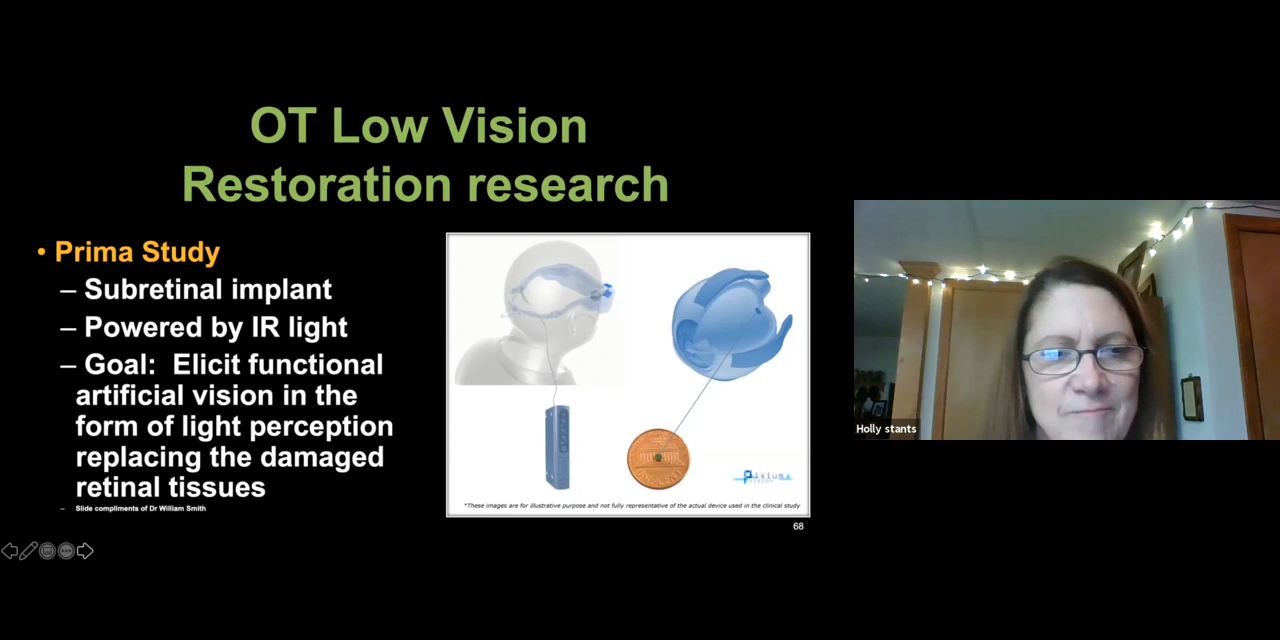 OT Low Vision
Restoration research
• Prima Study
– Subretinal implant
– Powered by IR light
– Goal: Elicit functional
artificial vision in the
form of light perception
replacing the damaged
retinal tissues
– Slide compliments of Dr William Smith
pixium
vision
*These images are for illustrative purpose and not fully representative of the actual device used in the clinical study
68
Holly stants